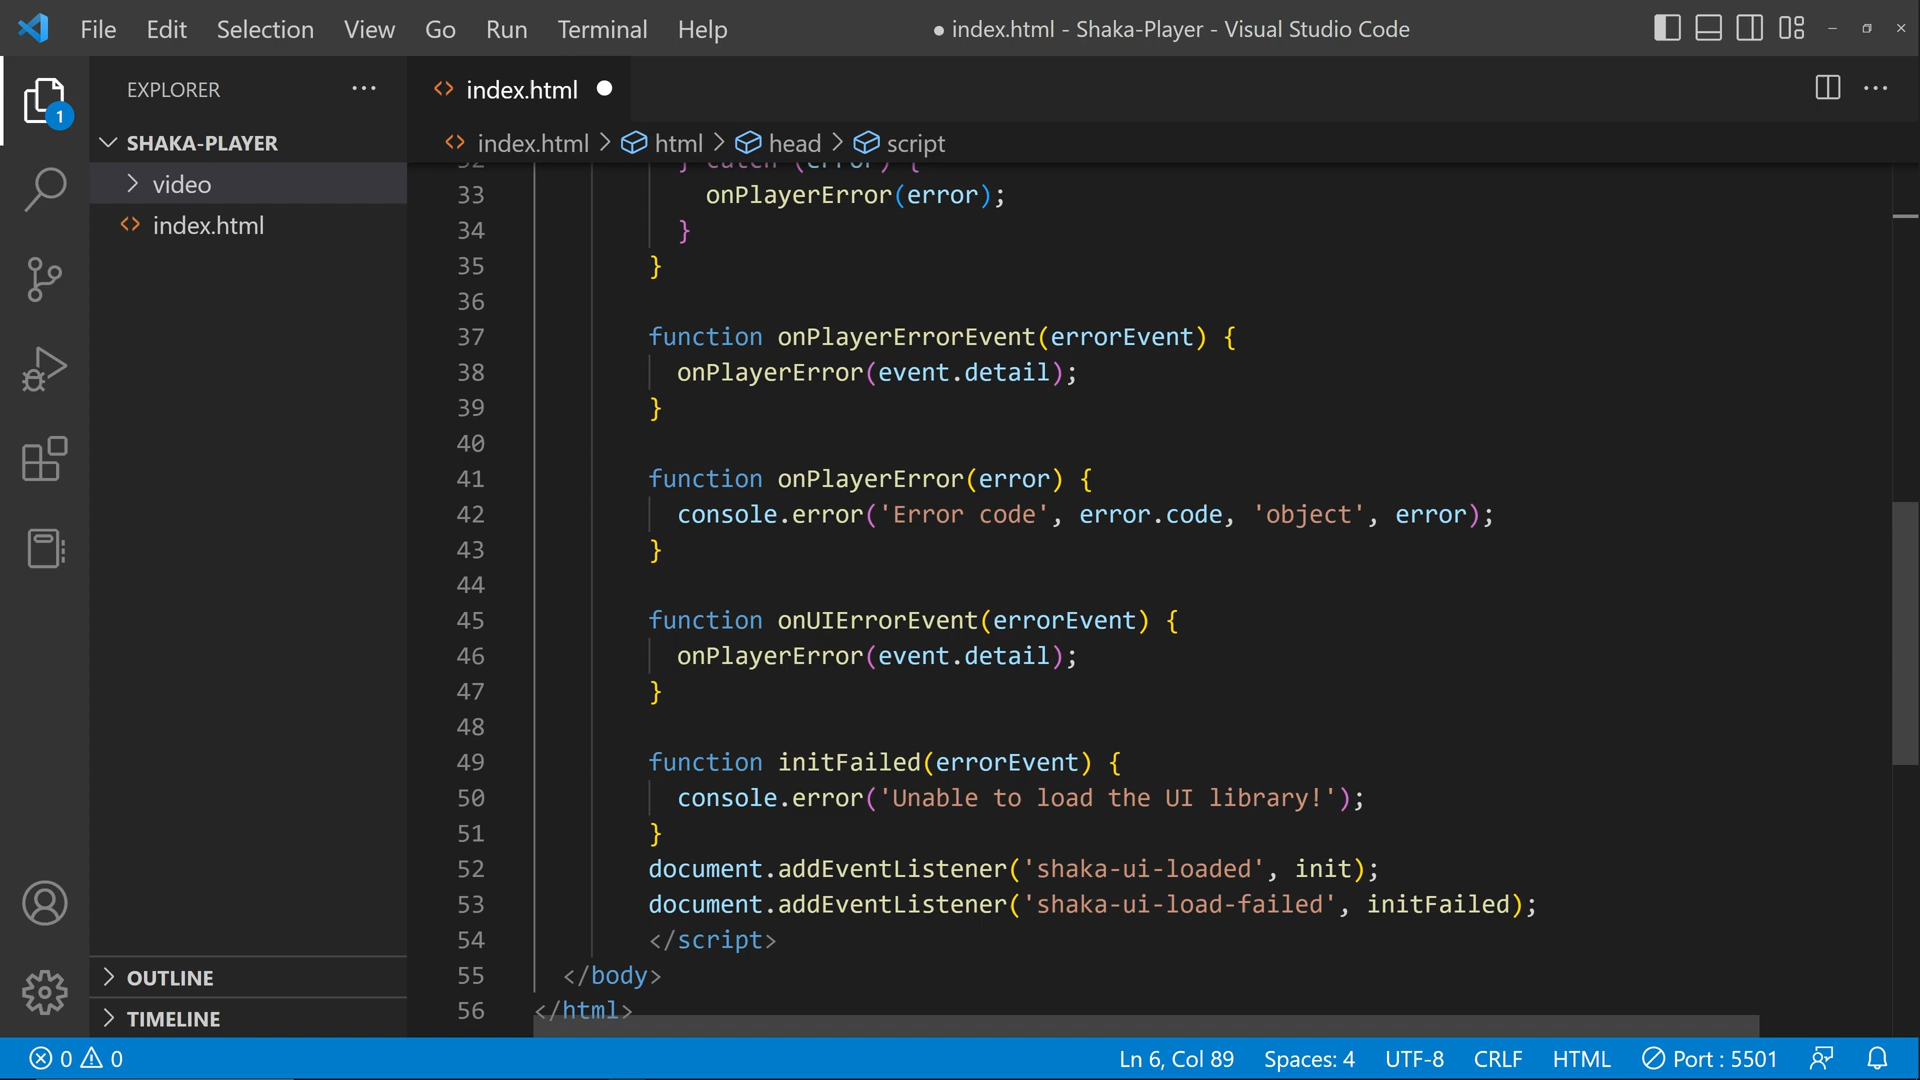 File Edit Selection View Go Run Terminal Help
● index.html - Shaka-Player - Visual Studio Code
1
EXPLORER
SHAKA-PLAYER
video
index.html
OUTLINE
TIMELINE
index.html
index.html > html > head > script
32 } catch (error) {
33 onPlayerError(error);
34 }
35 }
36
37 function onPlayerErrorEvent(errorEvent) {
38 onPlayerError(event.detail);
39 }
40
41 function onPlayerError(error) {
42 console.error('Error code', error.code, 'object', error);
43 }
44
45 function onUIErrorEvent(errorEvent) {
46 onPlayerError(event.detail);
47 }
48
49 function initFailed(errorEvent) {
50 console.error('Unable to load the UI library!');
51 }
52 document.addEventListener('shaka-ui-loaded', init);
53 document.addEventListener('shaka-ui-load-failed', initFailed);
54 </script>
55 </body>
56 </html>
0 0
Ln 6, Col 89 Spaces: 4 UTF-8 CRLF HTML Port : 5501